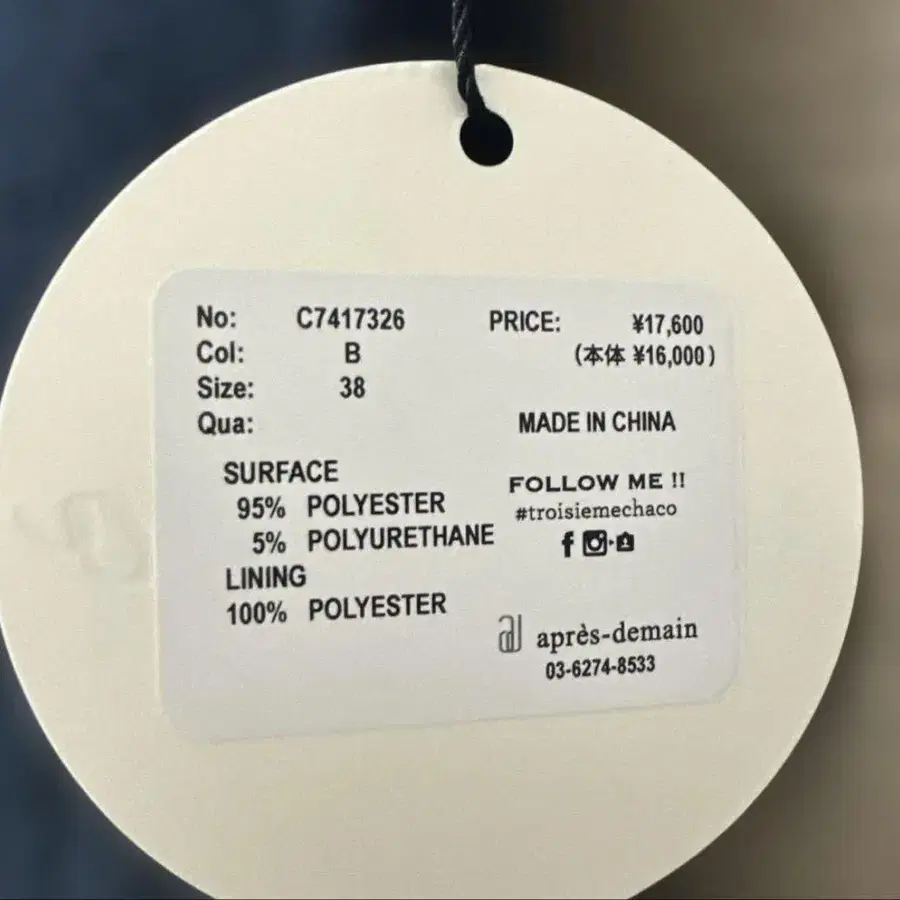 No: C7417326 PRICE: ¥17,600
Col: B (本体 ¥16,000)
Size: 38
Qua: MADE IN CHINA
SURFACE
95% POLYESTER
5% POLYURETHANE
LINING
100% POLYESTER
FOLLOW ME !!
#troisiemechaco
ad après-demain
03-6274-8533